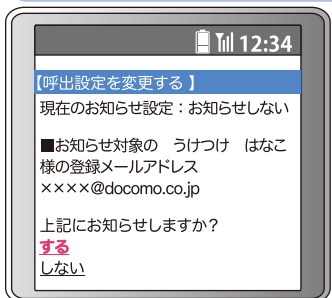 12:34
【呼出設定を変更する 】
現在のお知らせ設定:お知らせしない
■お知らせ対象の　うけつけ　はなこ
様の登録メールアドレス
××××@docomo.co.jp
上記にお知らせしますか?
する
しない